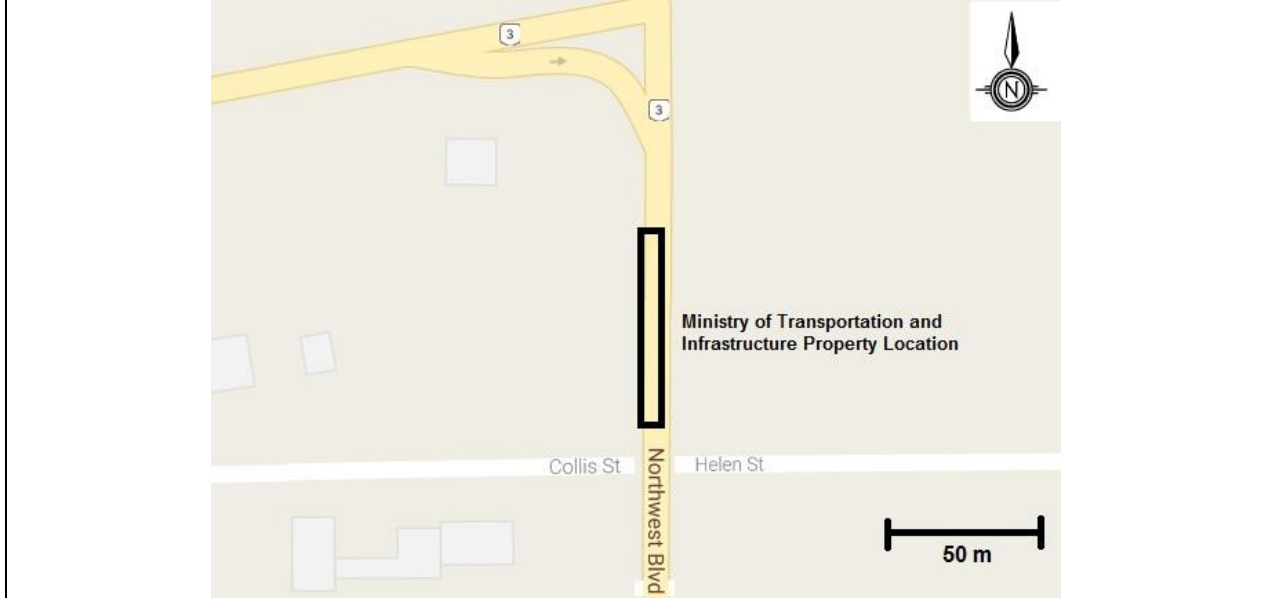 3
3
N
Ministry of Transportation and
Infrastructure Property Location
Collis St
Helen St
Northwest Blvd
50 m